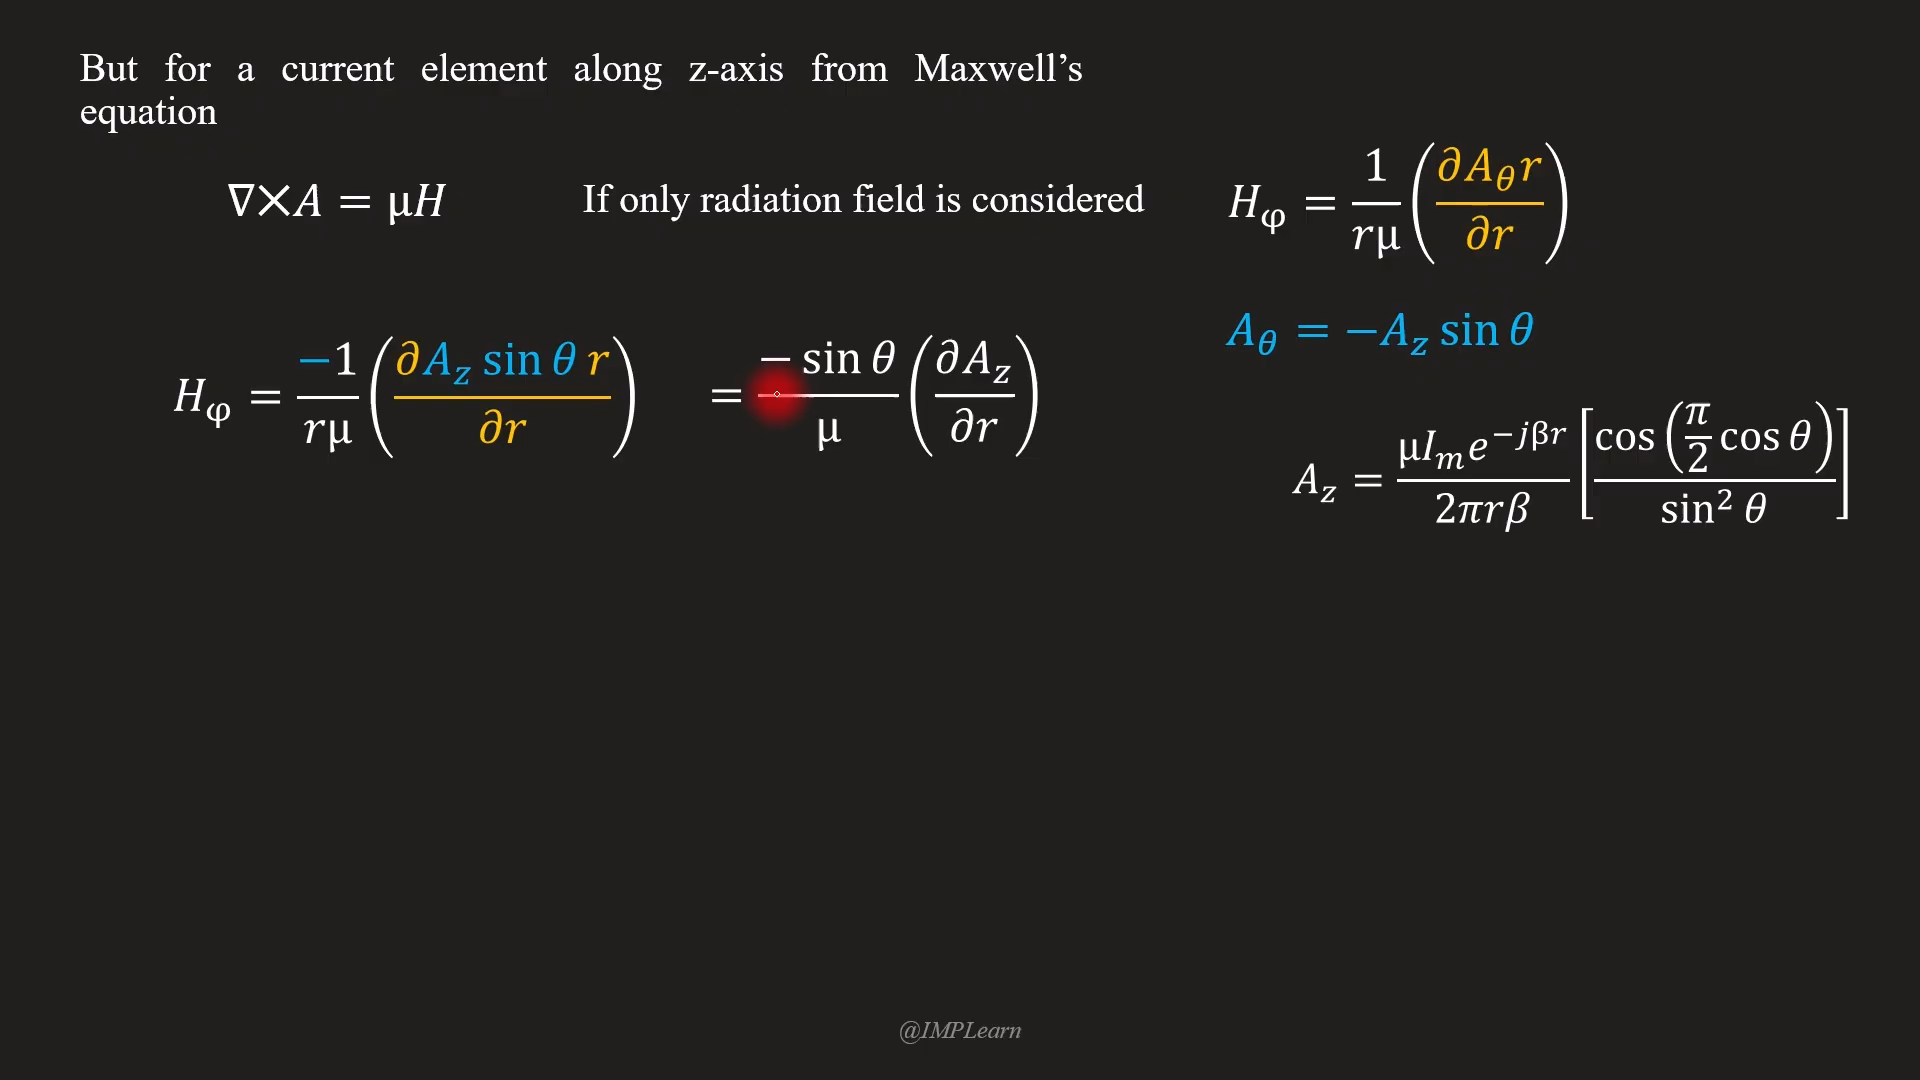 But for a current element along z-axis from Maxwell's
equation
∇×A = μH
If only radiation field is considered
H_φ = 1/(rμ) (∂A_θ r/∂r)
A_θ = −A_z sin θ
H_φ = −1/(rμ) (∂A_z sin θ r/∂r) = − sin θ/μ (∂A_z/∂r)
A_z = μI_m e^(−jβr)/(2πrβ) [cos (π/2 cos θ)/sin² θ]
@IMPLearn